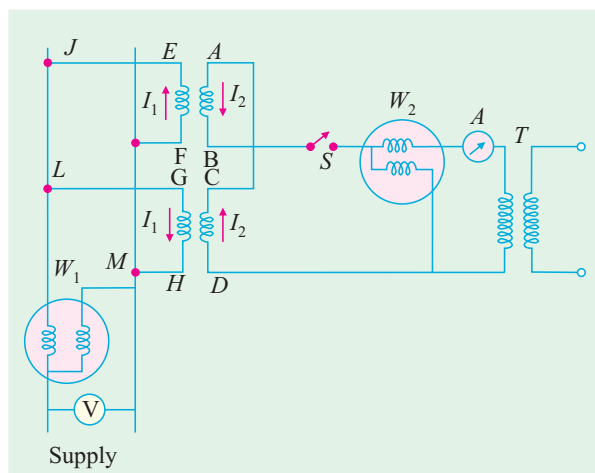 J E A
I₁ I₂ W₂ A
S T
F B
L G C
I₁ I₂
M
W₁ H D
V
Supply